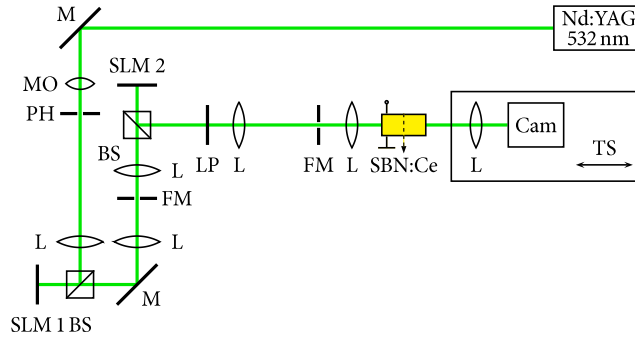 M
Nd:YAG
532 nm
SLM 2
MO
PH
BS
L
LP
L
FM
L
SBN:Ce
L
Cam
TS
FM
L
L
M
SLM 1 BS